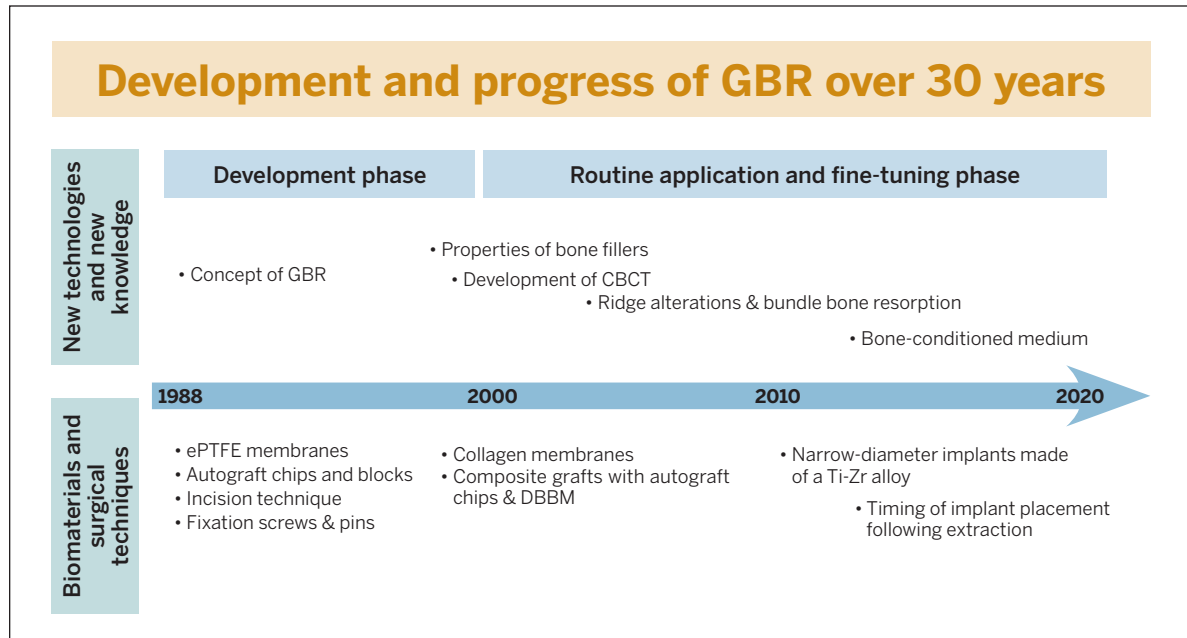 Development and progress of GBR over 30 years
New technologies
and new
knowledge
Development phase
Routine application and fine-tuning phase
• Concept of GBR
• Properties of bone fillers
• Development of CBCT
• Ridge alterations & bundle bone resorption
• Bone-conditioned medium
1988
2000
2010
2020
Biomaterials and
surgical
techniques
• ePTFE membranes
• Autograft chips and blocks
• Incision technique
• Fixation screws & pins
• Collagen membranes
• Composite grafts with autograft
chips & DBBM
• Narrow-diameter implants made
of a Ti-Zr alloy
• Timing of implant placement
following extraction